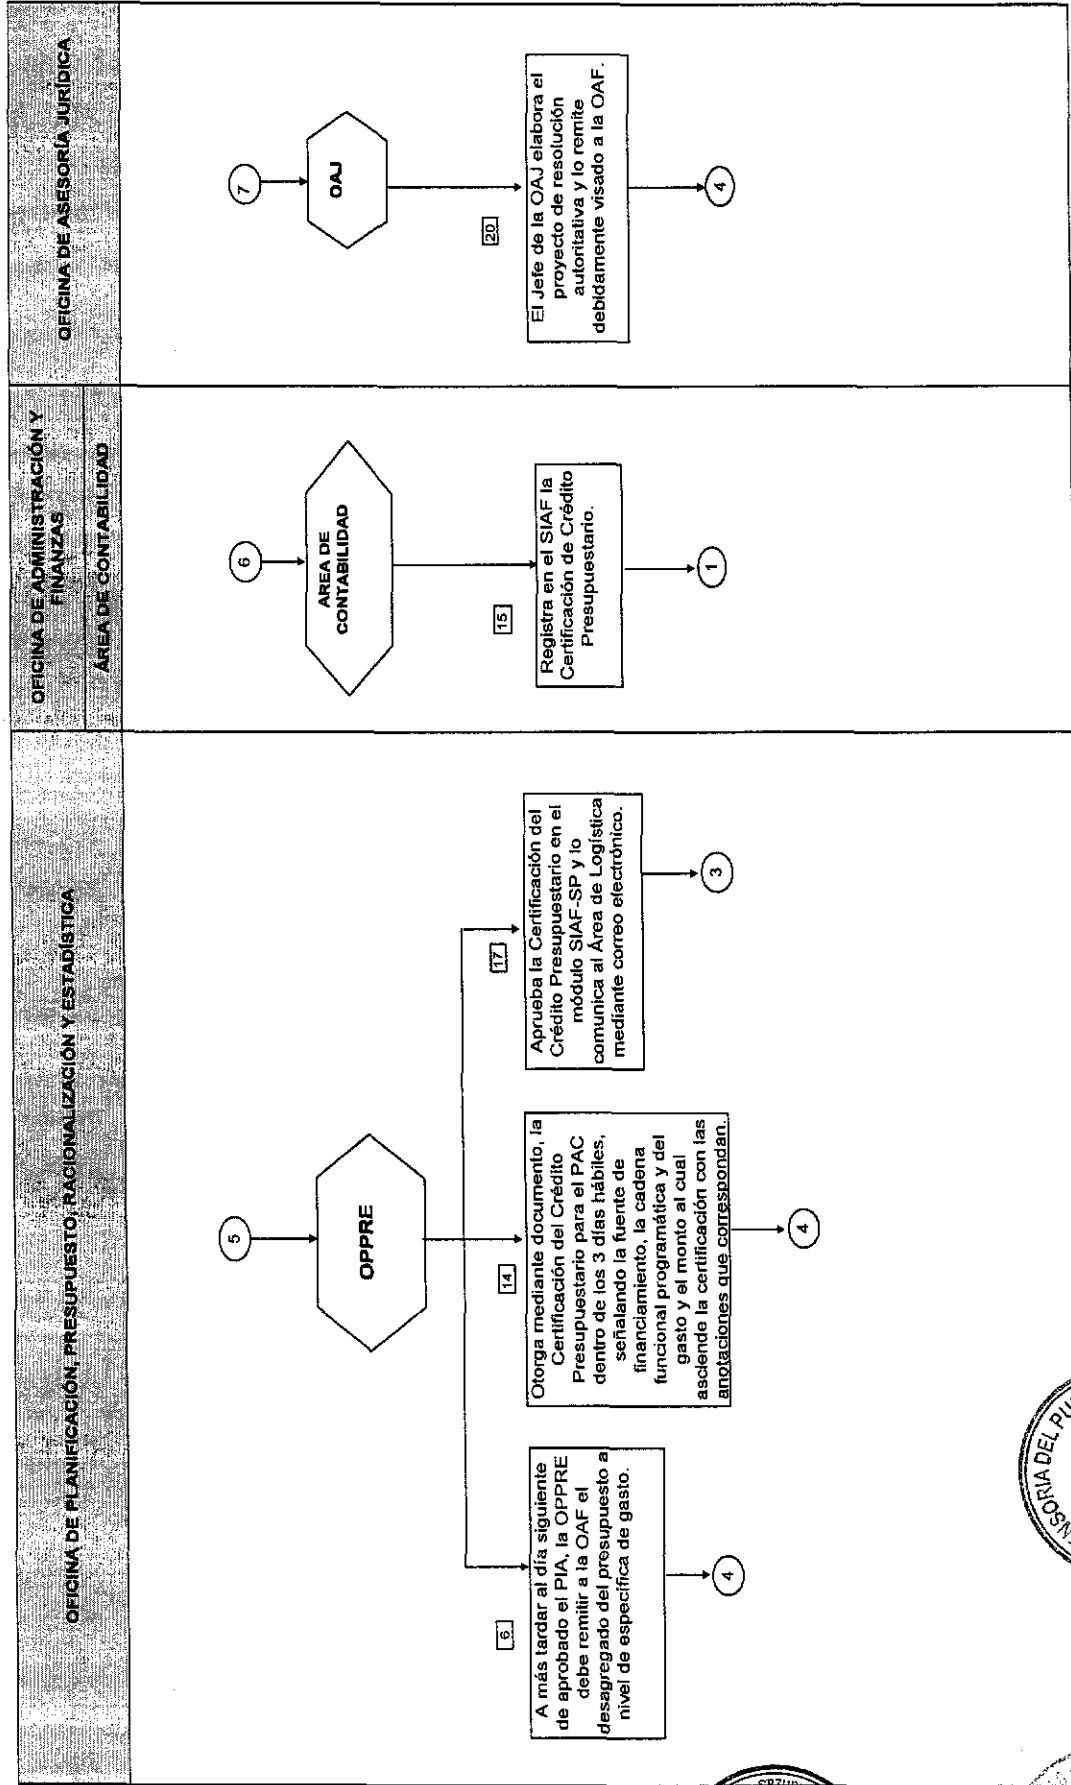 OFICINA DE PLANIFICACIÓN, PRESUPUESTO, RACIONALIZACIÓN Y ESTADÍSTICA
5
OPPRE
6
A más tardar al día siguiente
de aprobado el PIA, la OPPRE
debe remitir a la OAF el
desagregado del presupuesto a
nivel de específica de gasto.
4
14
Otorga mediante documento, la
Certificación del Crédito
Presupuestario para el PAC
dentro de los 3 días hábiles,
señalando la fuente de
financiamiento, la cadena
funcional programática y del
gasto y el monto al cual
asciende la certificación con las
anotaciones que correspondan.
4
17
Aprueba la Certificación del
Crédito Presupuestario en el
módulo SIAF-SP y lo
comunica al Área de Logística
mediante correo electrónico.
3
OFICINA DE ADMINISTRACIÓN Y
FINANZAS
ÁREA DE CONTABILIDAD
6
AREA DE
CONTABILIDAD
15
Registra en el SIAF la
Certificación de Crédito
Presupuestario.
1
OFICINA DE ASESORÍA JURÍDICA
7
OAJ
20
El Jefe de la OAJ elabora el
proyecto de resolución
autoritativa y lo remite
debidamente visado a la OAF.
4